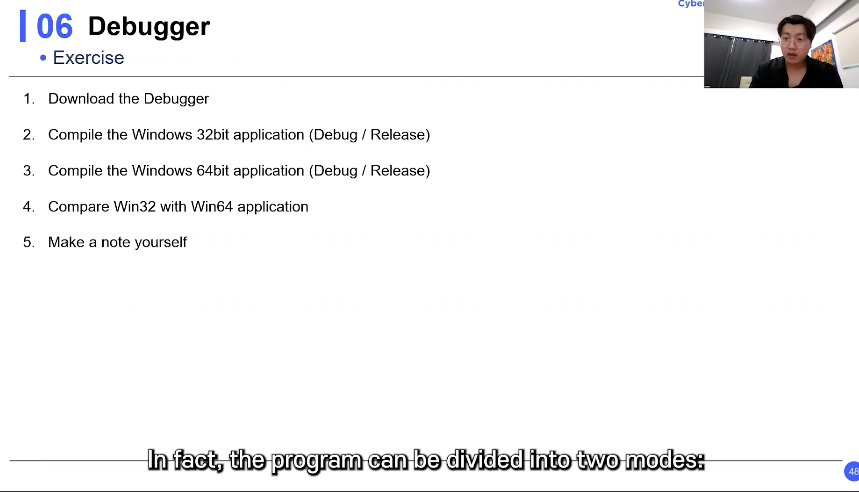 Cyber
06 Debugger
• Exercise
1. Download the Debugger
2. Compile the Windows 32bit application (Debug / Release)
3. Compile the Windows 64bit application (Debug / Release)
4. Compare Win32 with Win64 application
5. Make a note yourself
In fact, the program can be divided into two modes:
48